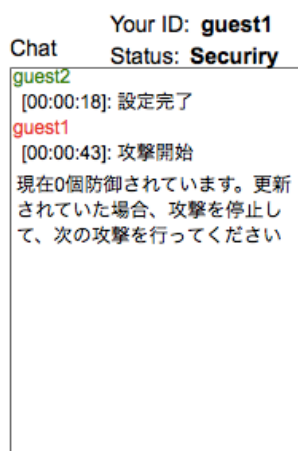 Your ID: guest1
Chat
Status: Securiry
guest2
[00:00:18]: 設定完了
guest1
[00:00:43]: 攻撃開始
現在0個防御されています。更新
されていた場合、攻撃を停止し
て、次の攻撃を行ってください